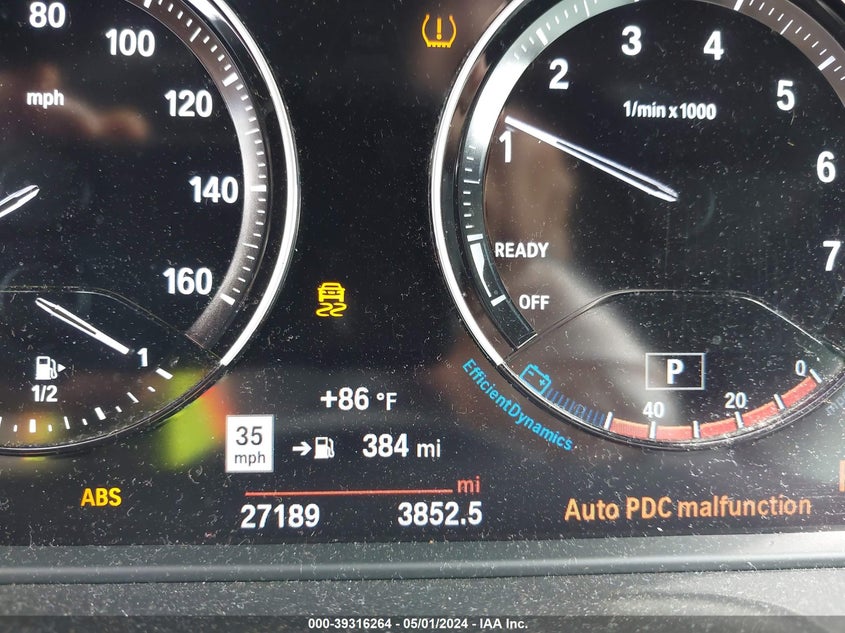 80
100
mph
120
140
160
1
1/2
2
3
4
1/min x 1000
5
1
6
READY
7
OFF
P
EfficientDynamics
40
20
0
+86 °F
35
mph
384 mi
ABS
mi
27189
3852.5
Auto PDC malfunction
000-39316264 - 05/01/2024 - IAA Inc.